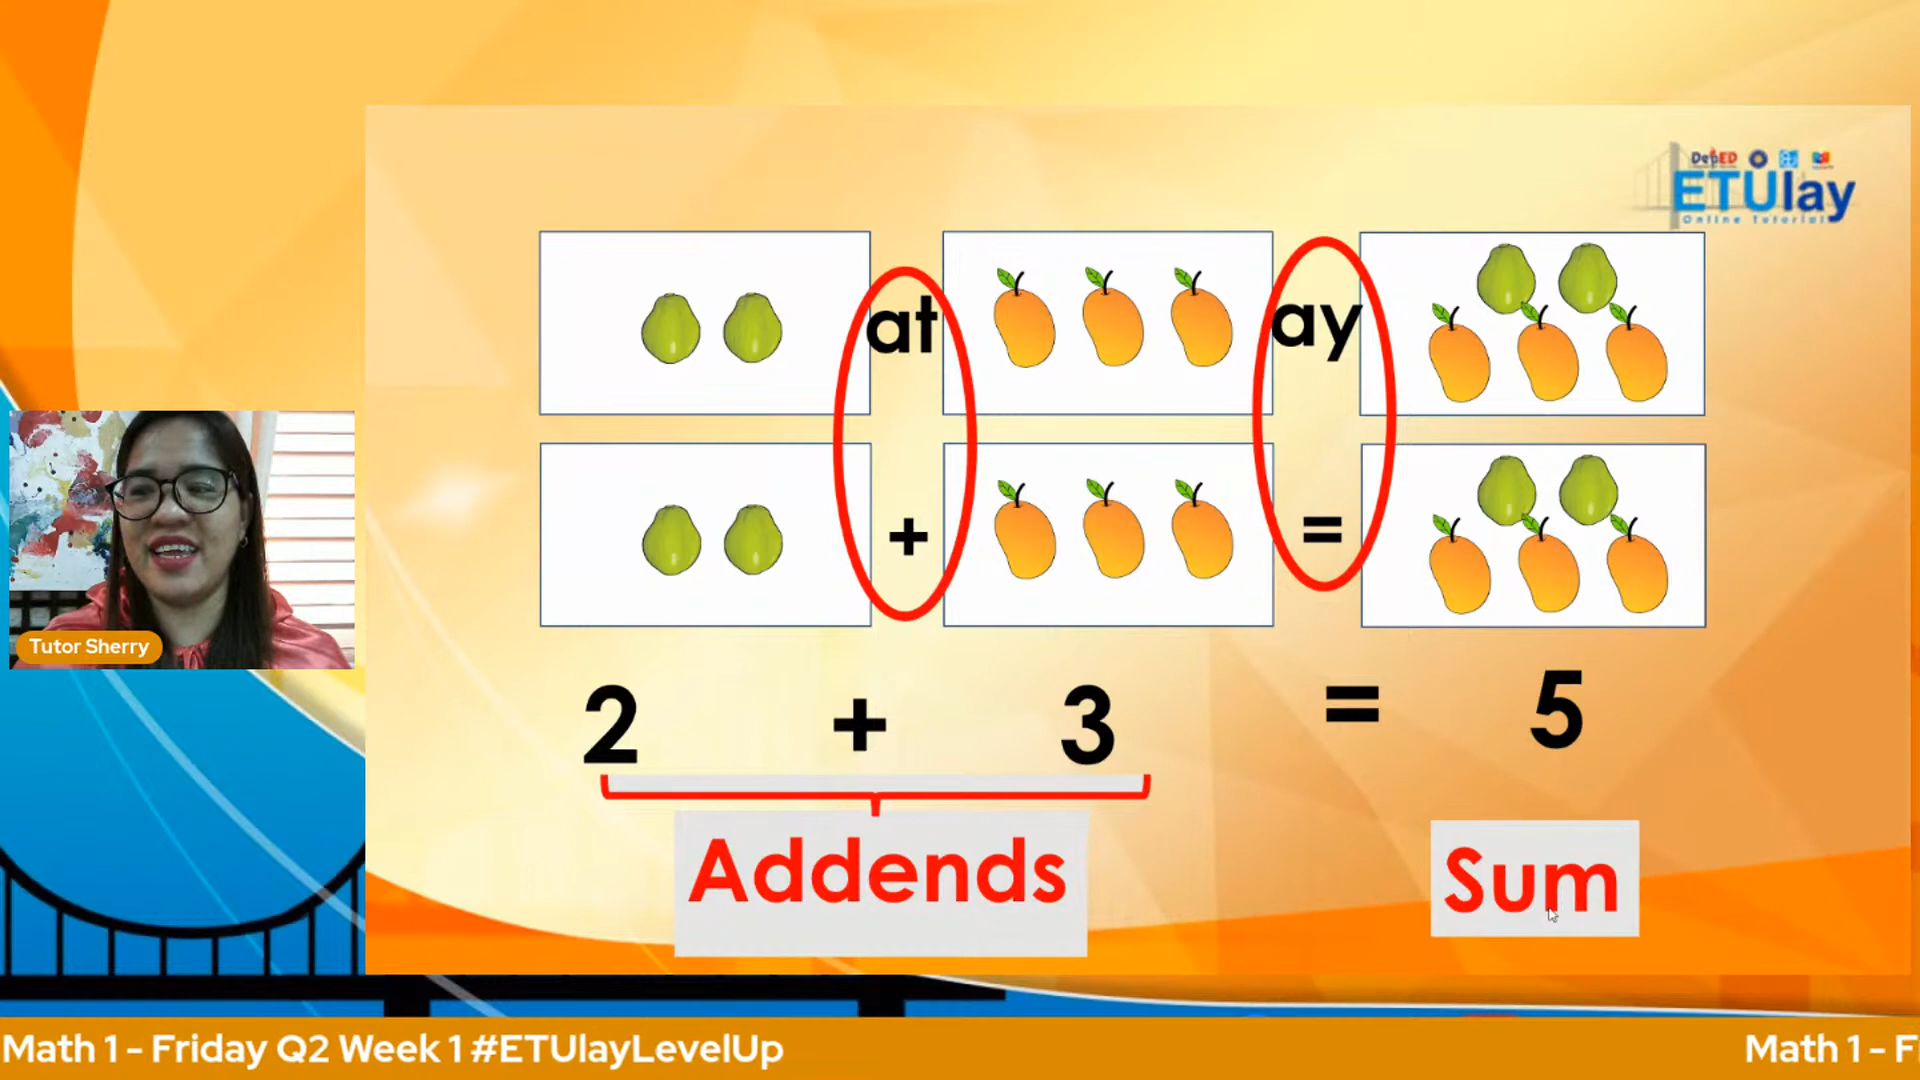 DepED
ETUlay
Online Tutorial
at
ay
+
=
2 + 3 = 5
Addends
Sum
Tutor Sherry
Math 1 - Friday Q2 Week 1 #ETUlayLevelUp
Math 1 - Fr